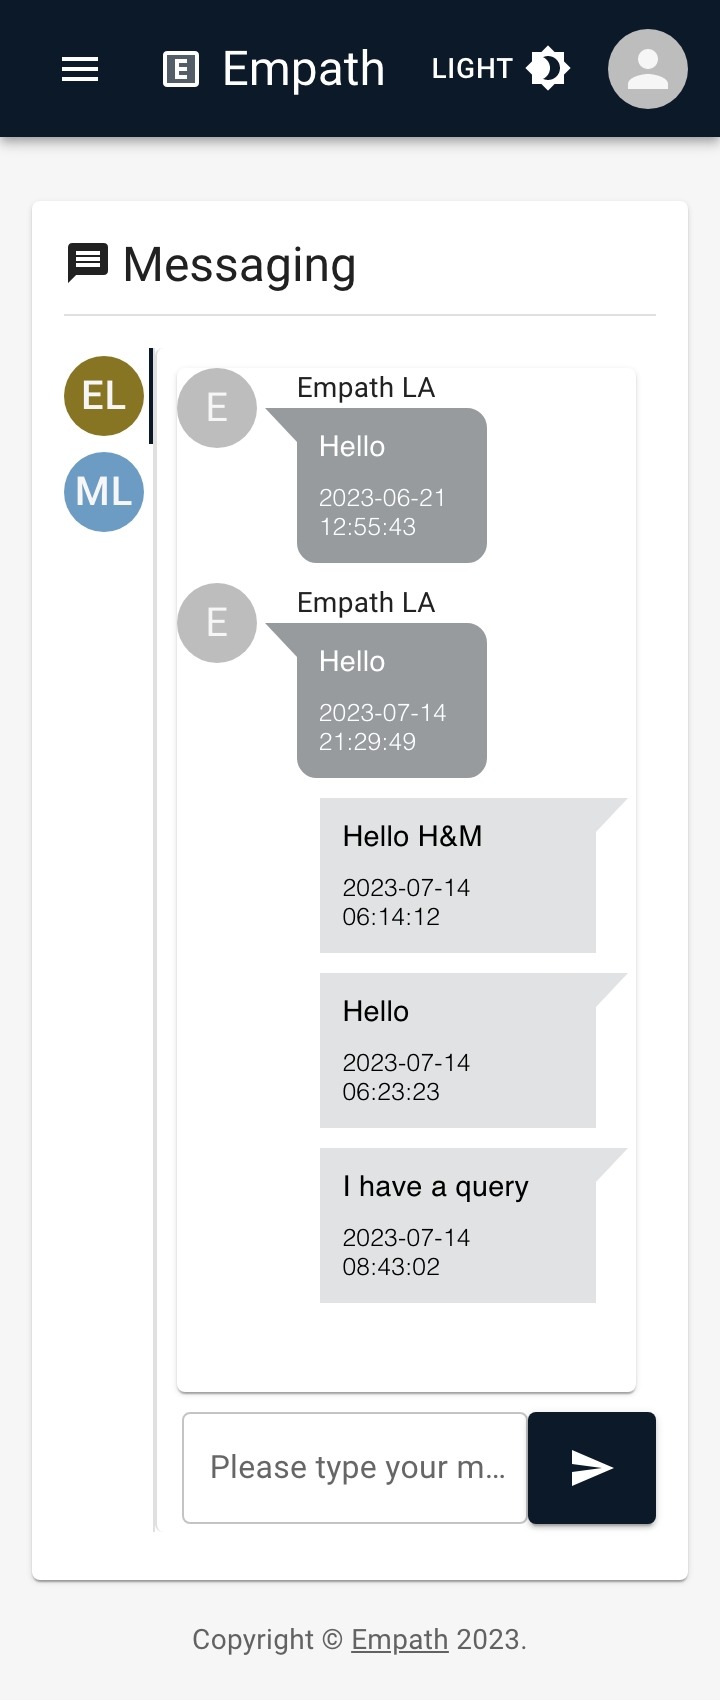 E Empath LIGHT
Messaging
EL
ML
E
Empath LA
Hello
2023-06-21
12:55:43
E
Empath LA
Hello
2023-07-14
21:29:49
Hello H&M
2023-07-14
06:14:12
Hello
2023-07-14
06:23:23
I have a query
2023-07-14
08:43:02
Please type your m...
Copyright © Empath 2023.